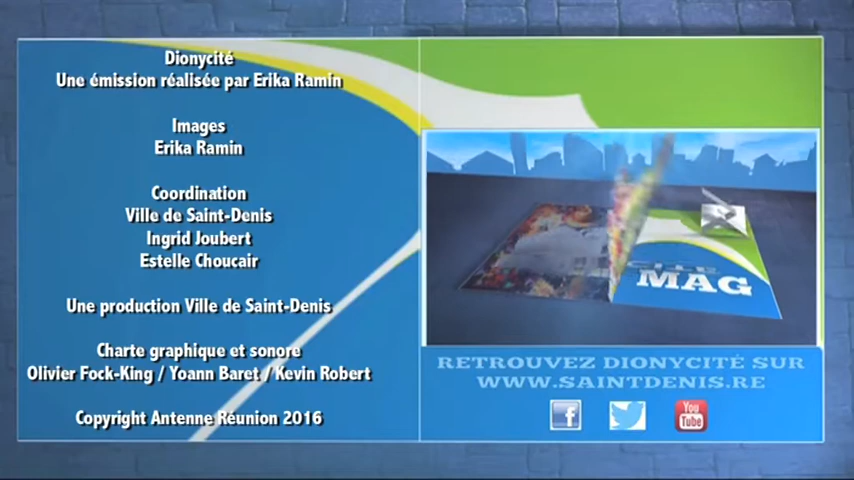 Dionycité
Une émission réalisée par Erika Ramin
Images
Erika Ramin
Coordination
Ville de Saint-Denis
Ingrid Joubert
Estelle Choucair
Une production Ville de Saint-Denis
Charte graphique et sonore
Olivier Fock-King / Yoann Baret / Kevin Robert
Copyright Antenne Réunion 2016
MAG
RETROUVEZ DIONYCITÉ SUR
WWW.SAINTDENIS.RE
f
You
Tube